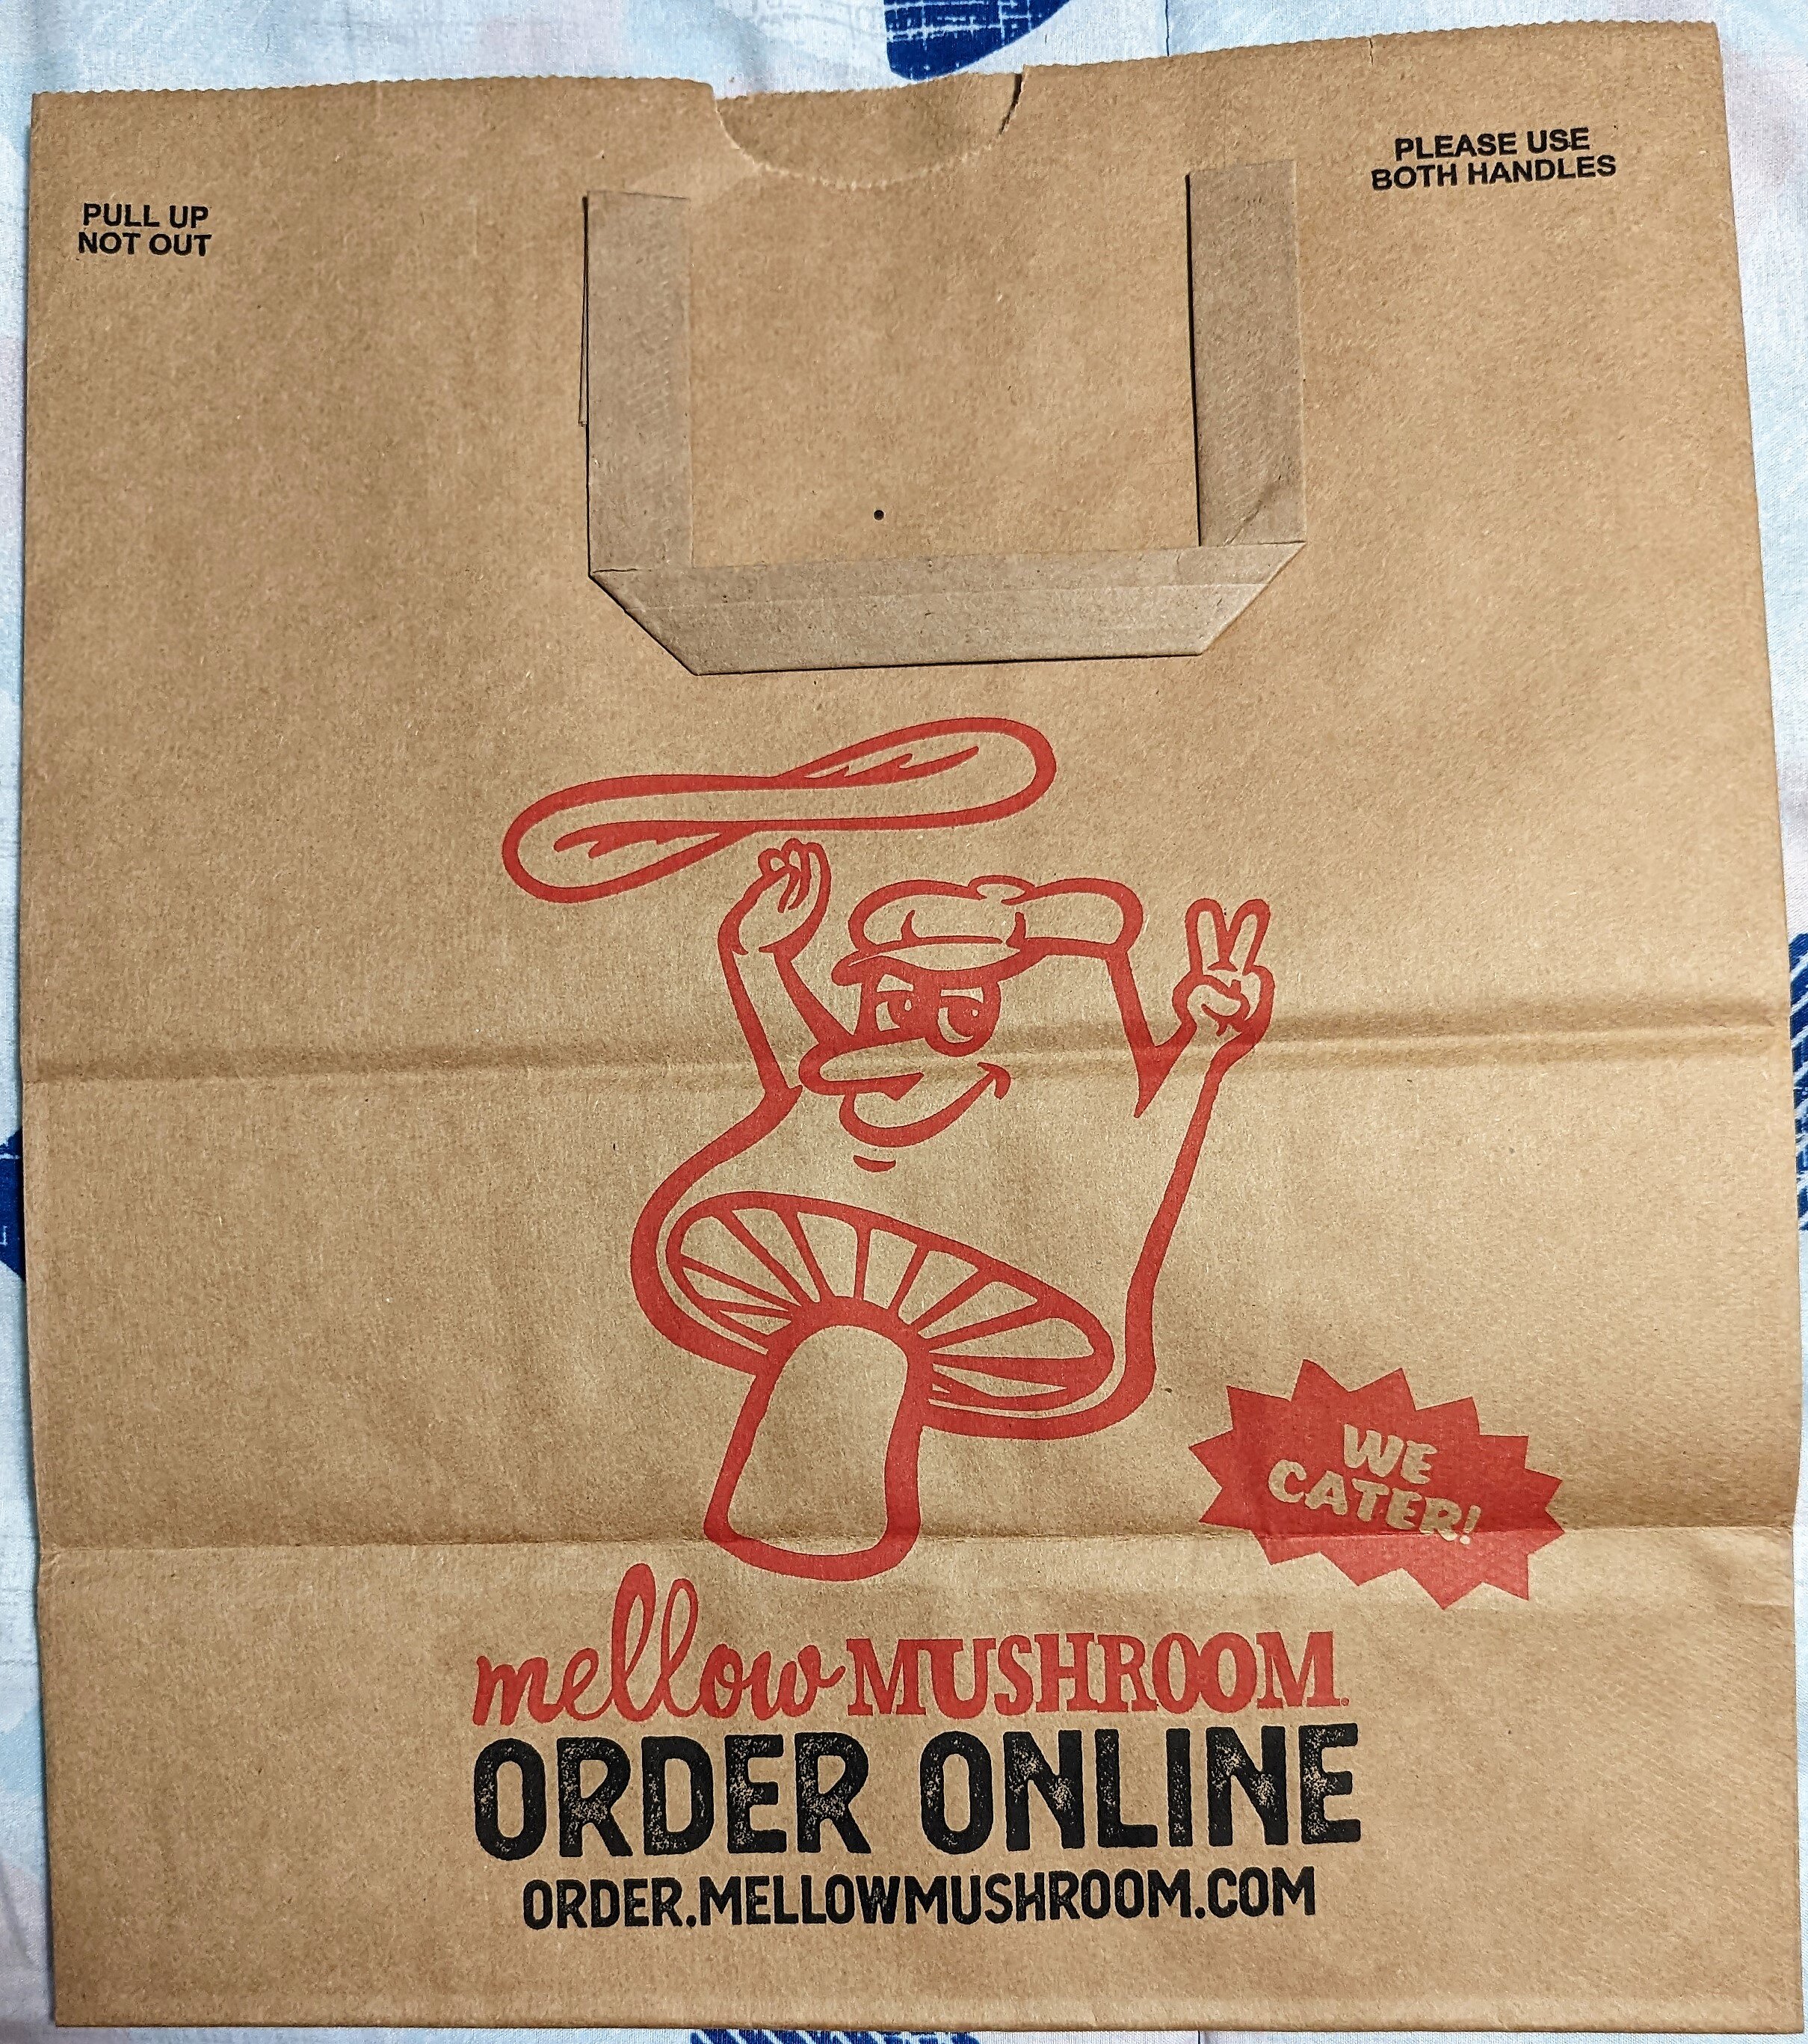 PLEASE USE
BOTH HANDLES
PULL UP
NOT OUT
WE
CATER!
mellow MUSHROOM
ORDER ONLINE
ORDER.MELLOWMUSHROOM.COM